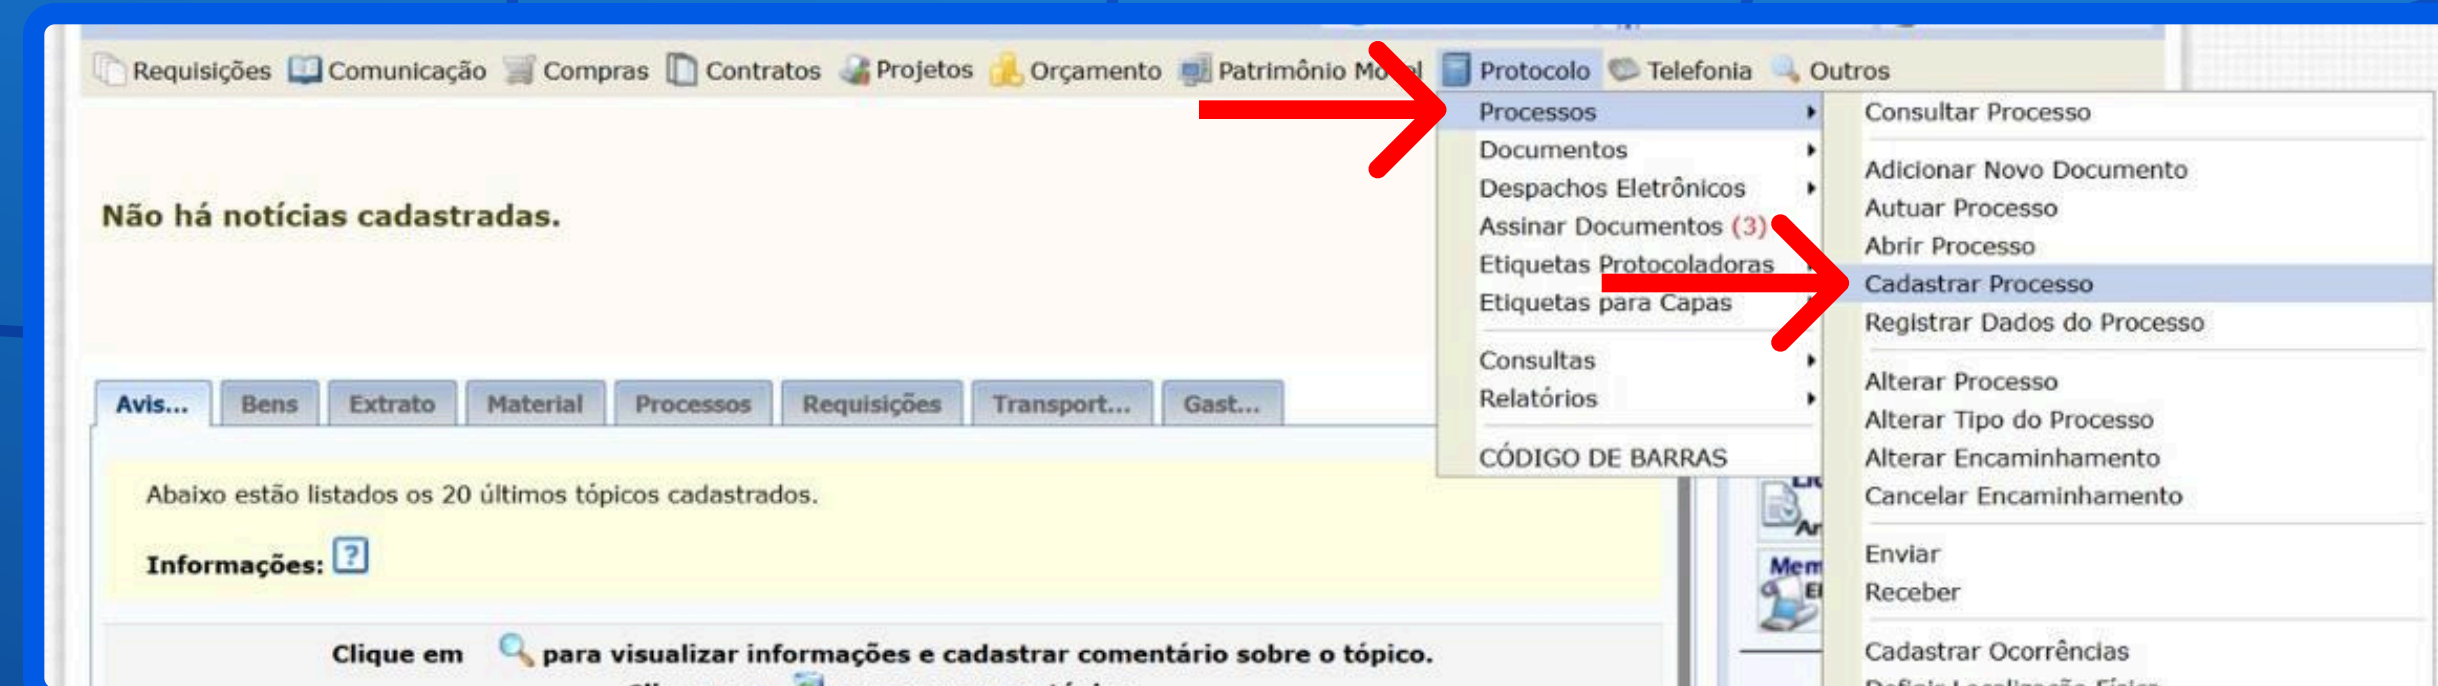 Requisições Comunicação Compras Contratos Projetos Orçamento Patrimônio Protocolo Telefonia Outros
Processos
Documentos
Despachos Eletrônicos
Assinar Documentos (3)
Etiquetas Protocoladoras
Etiquetas para Capas
Consultas
Relatórios
CÓDIGO DE BARRAS
Consultar Processo
Adicionar Novo Documento
Autuar Processo
Abrir Processo
Cadastrar Processo
Registrar Dados do Processo
Alterar Processo
Alterar Tipo do Processo
Alterar Encaminhamento
Cancelar Encaminhamento
Enviar
Receber
Cadastrar Ocorrências
Não há notícias cadastradas.
Avis... Bens Extrato Material Processos Requisições Transport... Gast...
Abaixo estão listados os 20 últimos tópicos cadastrados.
Informações: ?
Clique em para visualizar informações e cadastrar comentário sobre o tópico.